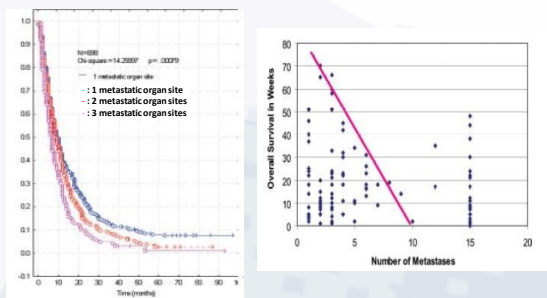 N=698
Chi-square = 14.29897 p= .00079
1 metastatic organ site
- : 1 metastatic organ site
- : 2 metastatic organ sites
- : 3 metastatic organ sites
1.0
0.9
0.8
0.7
0.6
0.5
0.4
0.3
0.2
0.1
0.0
-0.1
-10 0 10 20 30 40 50 60 70 80 90
Time (months)
Overall Survival in Weeks
80
70
60
50
40
30
20
10
0
0 5 10 15 20
Number of Metastases